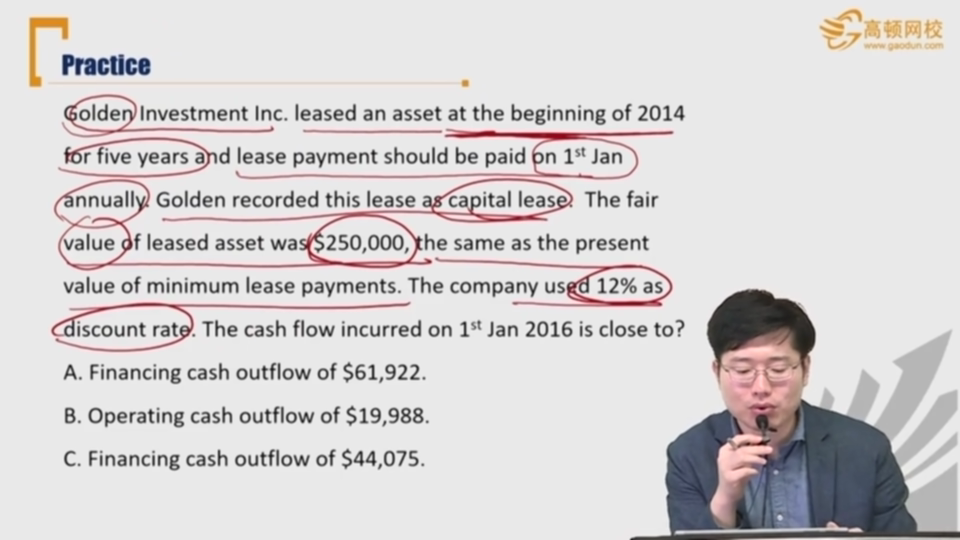 高顿网校
www.gaodun.com
Practice
Golden Investment Inc. leased an asset at the beginning of 2014
for five years and lease payment should be paid on 1st Jan
annually. Golden recorded this lease as capital lease. The fair
value of leased asset was $250,000, the same as the present
value of minimum lease payments. The company used 12% as
discount rate. The cash flow incurred on 1st Jan 2016 is close to?
A. Financing cash outflow of $61,922.
B. Operating cash outflow of $19,988.
C. Financing cash outflow of $44,075.